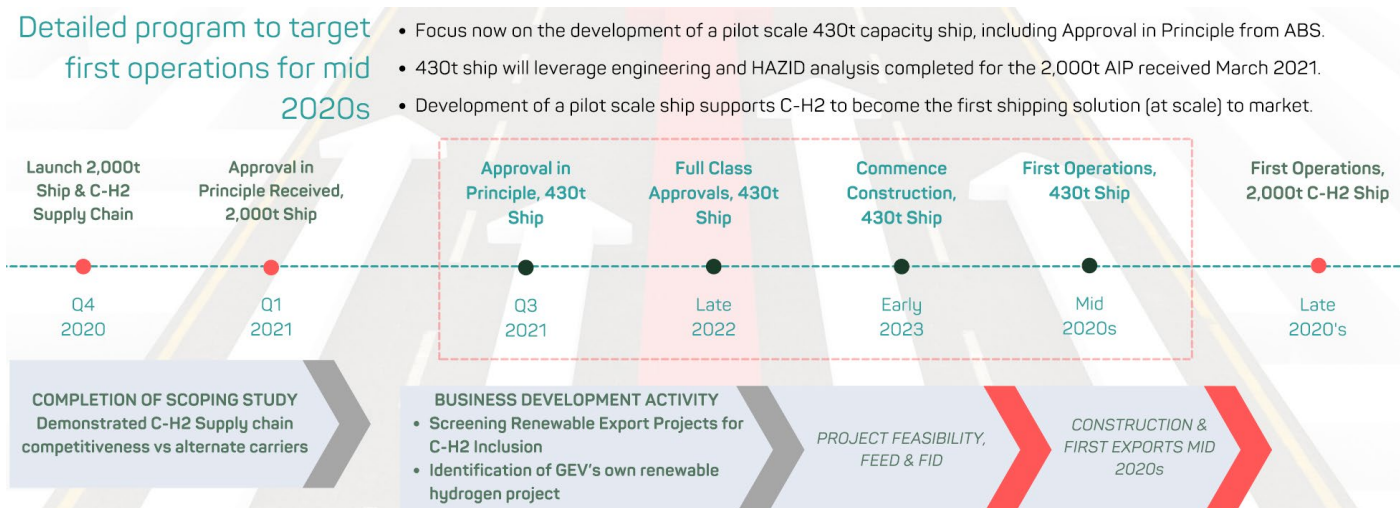 Detailed program to target
first operations for mid
2020s
• Focus now on the development of a pilot scale 430t capacity ship, including Approval in Principle from ABS.
• 430t ship will leverage engineering and HAZID analysis completed for the 2,000t AIP received March 2021.
• Development of a pilot scale ship supports C-H2 to become the first shipping solution (at scale) to market.
Launch 2,000t
Ship & C-H2
Supply Chain
Approval in
Principle Received,
2,000t Ship
Approval in
Principle, 430t
Ship
Full Class
Approvals, 430t
Ship
Commence
Construction,
430t Ship
First Operations,
430t Ship
First Operations,
2,000t C-H2 Ship
Q4
2020
Q1
2021
Q3
2021
Late
2022
Early
2023
Mid
2020s
Late
2020's
COMPLETION OF SCOPING STUDY
Demonstrated C-H2 Supply chain
competitiveness vs alternate carriers
BUSINESS DEVELOPMENT ACTIVITY
• Screening Renewable Export Projects for
C-H2 Inclusion
• Identification of GEV's own renewable
hydrogen project
PROJECT FEASIBILITY,
FEED & FID
CONSTRUCTION &
FIRST EXPORTS MID
2020s